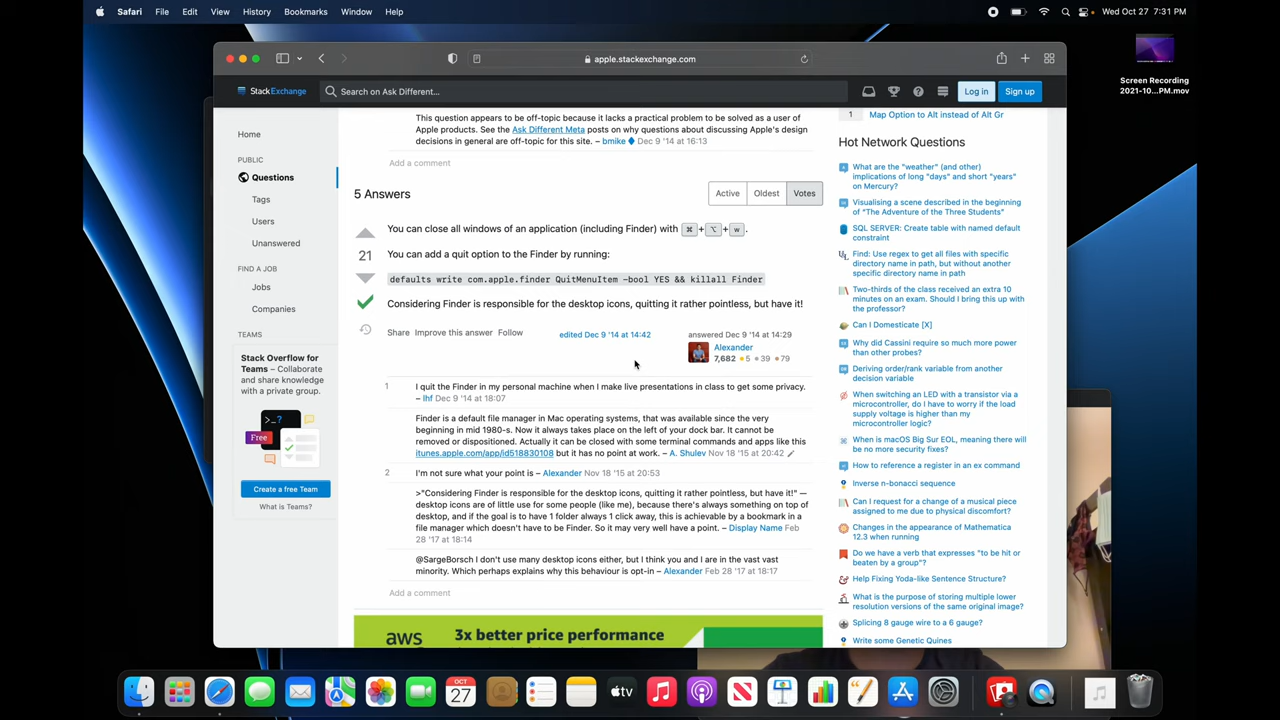 Safari File Edit View History Bookmarks Window Help
Wed Oct 27 7:31 PM
apple.stackexchange.com
Screen Recording
2021-10...PM.mov
StackExchange
Search on Ask Different...
Log in
Sign up
Home
PUBLIC
Questions
Tags
Users
Unanswered
FIND A JOB
Jobs
Companies
TEAMS
Stack Overflow for
Teams – Collaborate
and share knowledge
with a private group.
>_?
Free
Create a free Team
What is Teams?
This question appears to be off-topic because it lacks a practical problem to be solved as a user of
Apple products. See the Ask Different Meta posts on why questions about discussing Apple's design
decisions in general are off-topic for this site. – bmike ♦ Dec 9 '14 at 16:13
Add a comment
5 Answers
Active Oldest Votes
You can close all windows of an application (including Finder) with ⌘+⌥+w.
21
You can add a quit option to the Finder by running:
defaults write com.apple.finder QuitMenuItem -bool YES && killall Finder
Considering Finder is responsible for the desktop icons, quitting it rather pointless, but have it!
Share Improve this answer Follow
edited Dec 9 '14 at 14:42
answered Dec 9 '14 at 14:29
Alexander
7,682 5 39 79
1
I quit the Finder in my personal machine when I make live presentations in class to get some privacy.
– lhf Dec 9 '14 at 18:07
Finder is a default file manager in Mac operating systems, that was available since the very
beginning in mid 1980-s. Now it always takes place on the left of your dock bar. It cannot be
removed or dispositioned. Actually it can be closed with some terminal commands and apps like this
itunes.apple.com/app/id518830108 but it has no point at work. – A. Shulev Nov 18 '15 at 20:42
2
I'm not sure what your point is – Alexander Nov 18 '15 at 20:53
>"Considering Finder is responsible for the desktop icons, quitting it rather pointless, but have it!" —
desktop icons are of little use for some people (like me), because there's always something on top of
desktop, and if the goal is to have 1 folder always 1 click away, this is achievable by a bookmark in a
file manager which doesn't have to be Finder. So it may very well have a point. – Display Name Feb
28 '17 at 18:14
@SargeBorsch I don't use many desktop icons either, but I think you and I are in the vast vast
minority. Which perhaps explains why this behaviour is opt-in – Alexander Feb 28 '17 at 18:17
Add a comment
aws
3x better price performance
1 Map Option to Alt instead of Alt Gr
Hot Network Questions
What are the "weather" (and other)
implications of long "days" and short "years"
on Mercury?
Visualising a scene described in the beginning
of "The Adventure of the Three Students"
SQL SERVER: Create table with named default
constraint
Find: Use regex to get all files with specific
directory name in path, but without another
specific directory name in path
Two-thirds of the class received an extra 10
minutes on an exam. Should I bring this up with
the professor?
Can I Domesticate [X]
Why did Cassini require so much more power
than other probes?
Deriving order/rank variable from another
decision variable
When switching an LED with a transistor via a
microcontroller, do I have to worry if the load
supply voltage is higher than my
microcontroller logic?
When is macOS Big Sur EOL, meaning there will
be no more security fixes?
How to reference a register in an ex command
Inverse n-bonacci sequence
Can I request for a change of a musical piece
assigned to me due to physical discomfort?
Changes in the appearance of Mathematica
12.3 when running
Do we have a verb that expresses "to be hit or
beaten by a group"?
Help Fixing Yoda-like Sentence Structure?
What is the purpose of storing multiple lower
resolution versions of the same original image?
Splicing 8 gauge wire to a 6 gauge?
Write some Genetic Quines
OCT
27
tv